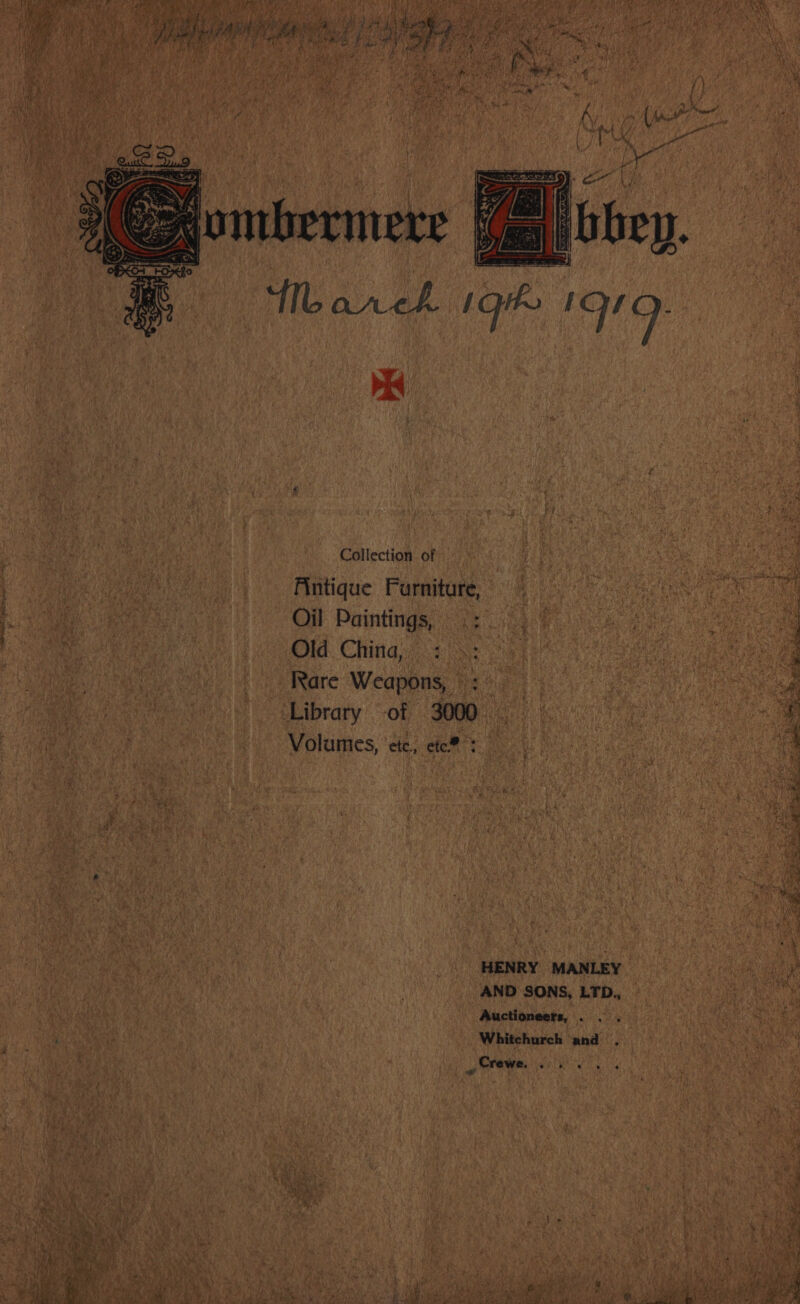 Combermere Abbey.
March 19th 1919.
Collection of
Antique Furniture,
Oil Paintings, :
Old China, : :
Rare Weapons, :
Library of 3000
Volumes, etc., etc. :
HENRY MANLEY
AND SONS, LTD.,
Auctioneers, . . .
Whitchurch and .
Crewe. . . . . .